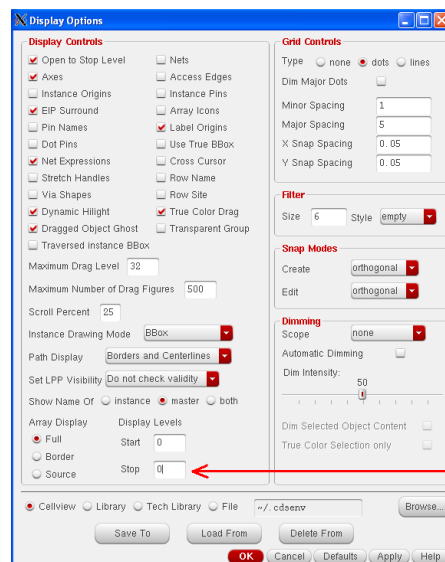 Display Options
Display Controls
Open to Stop Level
Nets
Axes
Access Edges
Instance Origins
Instance Pins
EIP Surround
Array Icons
Pin Names
Label Origins
Dot Pins
Use True BBox
Net Expressions
Cross Cursor
Stretch Handles
Row Name
Via Shapes
Row Site
Dynamic Hilight
True Color Drag
Dragged Object Ghost
Transparent Group
Traversed instance BBox
Maximum Drag Level 32
Maximum Number of Drag Figures 500
Scroll Percent 25
Instance Drawing Mode BBox
Path Display Borders and Centerlines
Set LPP Visibility Do not check validity
Show Name Of instance master both
Array Display
Full
Border
Source
Display Levels
Start 0
Stop 0
Grid Controls
Type none dots lines
Dim Major Dots
Minor Spacing 1
Major Spacing 5
X Snap Spacing 0.05
Y Snap Spacing 0.05
Filter
Size 6 Style empty
Snap Modes
Create orthogonal
Edit orthogonal
Dimming
Scope none
Automatic Dimming
Dim Intensity:
50
Dim Selected Object Content
True Color Selection only
Cellview Library Tech Library File ~/.cdsenv Browse...
Save To Load From Delete From
OK Cancel Defaults Apply Help